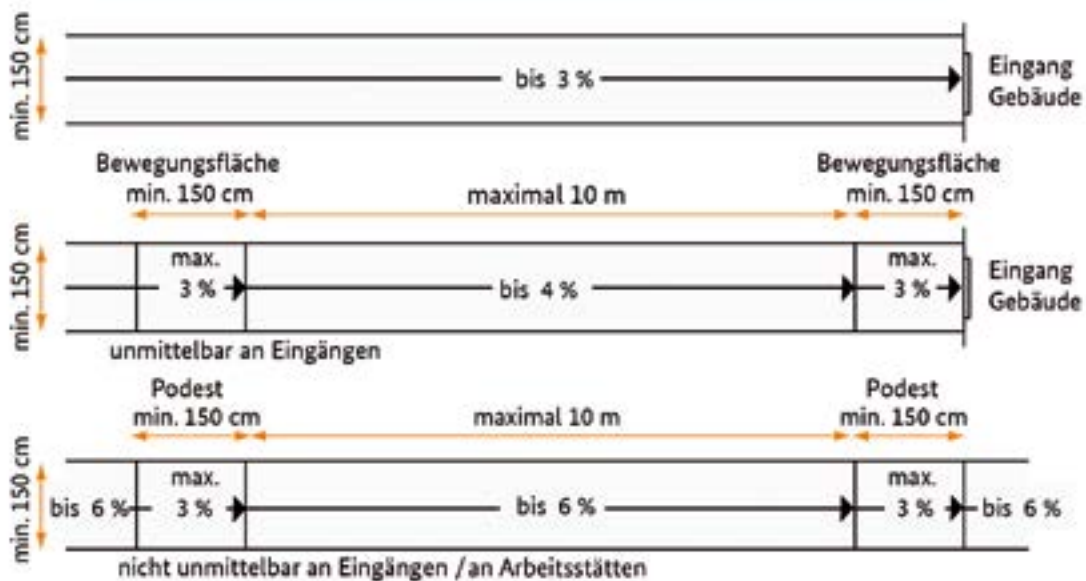 min. 150 cm
bis 3 %
Eingang
Gebäude
Bewegungsfläche
min. 150 cm
maximal 10 m
Bewegungsfläche
min. 150 cm
min. 150 cm
max.
3 %
bis 4 %
max.
3 %
Eingang
Gebäude
unmittelbar an Eingängen
Podest
min. 150 cm
maximal 10 m
Podest
min. 150 cm
min. 150 cm
bis 6 %
max.
3 %
bis 6 %
max.
3 %
bis 6 %
nicht unmittelbar an Eingängen / an Arbeitsstätten